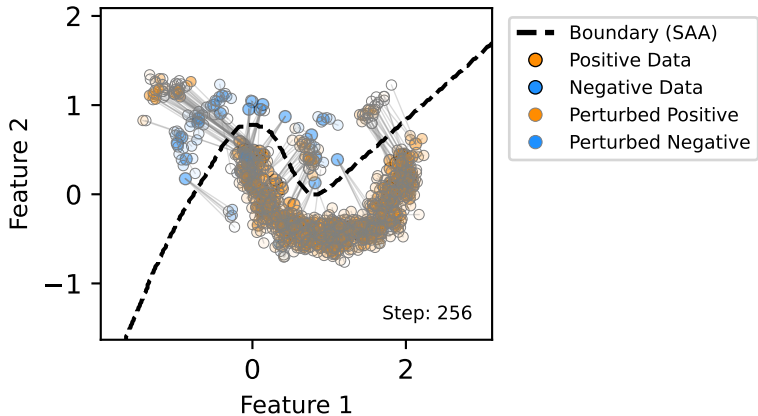 2
1
0
−1
Feature 2
0
2
Feature 1
Step: 256
Boundary (SAA)
Positive Data
Negative Data
Perturbed Positive
Perturbed Negative